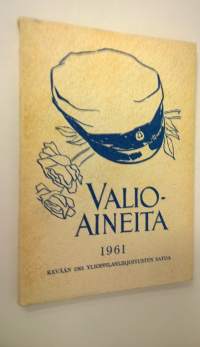 VALIO-
AINEITA
1961
KEVÄÄN 1961 YLIOPPILASKIRJOITUSTEN SATOA